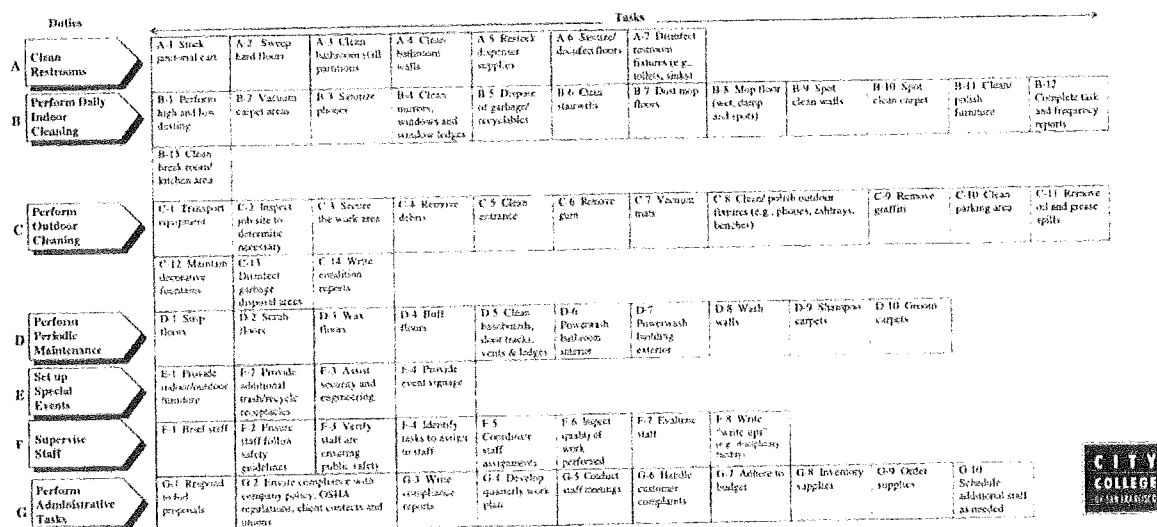 Duties
Tasks
A
Clean
Restrooms
A-1 Stock
janitorial cart
A-2 Sweep
hard floors
A-3 Clean
bathroom stall
partitions
A-4 Clean
bathroom
walls
A-5 Restock
dispenser
supplies
A-6
disinfect floors
A-7 Disinfect
restroom
fixtures (e.g.,
toilets, sinks)
B
Perform Daily
Indoor
Cleaning
B-1 Perform
high and low
dusting
B-2 Vacuum
carpet areas
B-3 Sanitize
phones
B-4 Clean
mirrors,
windows and
window ledges
B-5 Dispose
of garbage/
recyclables
B-6 Clean
stairwells
B-7 Dust mop
floors
B-8 Mop floor
(wet, damp
and spots)
B-9 Spot
clean walls
B-10 Spot
clean carpet
B-11 Clean/
polish
furniture
B-12
Complete task
and frequency
reports
B-13 Clean
break room/
kitchen area
C
Perform
Outdoor
Cleaning
C-1 Transport
equipment
C-2 Inspect
job site to
determine
necessary
C-3 Secure
the work area
C-4 Remove
debris
C-5 Clean
entrance
C-6 Remove
gum
C-7 Vacuum
mats
C-8 Clean/ polish outdoor
fixtures (e.g., phones, ashtrays,
benches)
C-9 Remove
graffiti
C-10 Clean
parking area
C-11 Remove
oil and grease
spills
C-12 Maintain
decorative
fountains
C-13
Disinfect
garbage
disposal areas
C-14 Write
condition
reports
D
Perform
Periodic
Maintenance
D-1 Strip
floors
D-2 Scrub
floors
D-3 Wax
floors
D-4 Buff
floors
D-5 Clean
baseboards,
door tracks,
vents & ledges
D-6
Powerwash
bathroom
interior
D-7
Powerwash
building
exterior
D-8 Wash
walls
D-9 Shampoo
carpets
D-10 Groom
carpets
E
Set up
Special
Events
E-1 Provide
indoor/outdoor
furniture
E-2 Provide
additional
trash/recycle
receptacles
E-3 Assist
security and
engineering
E-4 Provide
event signage
F
Supervise
Staff
F-1 Brief staff
F-2 Ensure
staff follow
safety
guidelines
F-3 Verify
staff are
ensuring
public safety
F-4 Identify
tasks to assign
to staff
F-5
Coordinate
staff
assignments
F-6 Inspect
quality of
work
performed
F-7 Evaluate
staff
F-8 Write
"write ups"
(e.g. disciplinary
G
Perform
Administrative
Tasks
G-1 Respond
to bid
proposals
G-2 Ensure compliance with
company policy, OSHA
regulations, client contacts and
unions
G-3 Write
compliance
reports
G-4 Develop
quarterly work
plan
G-5 Conduct
staff meetings
G-6 Handle
customer
complaints
G-7 Adhere to
budget
G-8 Inventory
supplies
G-9 Order
supplies
G-10
Schedule
additional staff
as needed
CITY
COLLEGE
OF SAN FRANCISCO